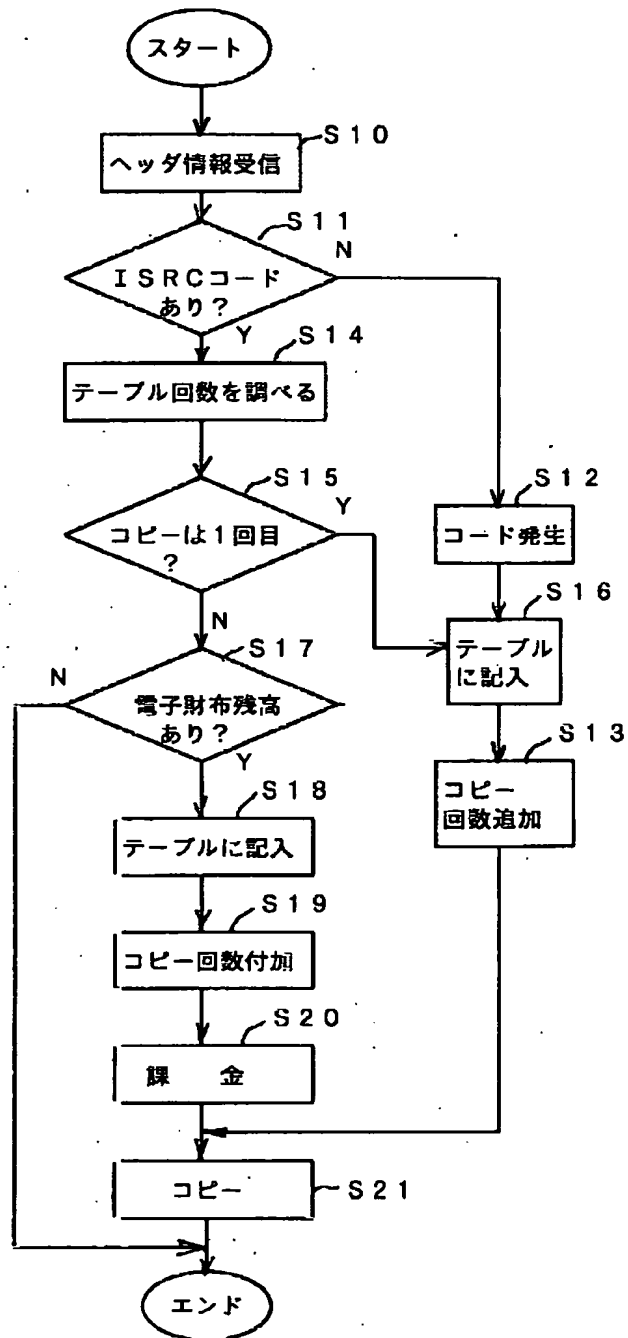 スタート
S10
ヘッダ情報受信
S11
N
ISRCコード
あり?
Y
S14
テーブル回数を調べる
S15
Y
コピーは1回目
?
N
S12
コード発生
S16
テーブル
に記入
S17
N
電子財布残高
あり?
Y
S13
コピー
回数追加
S18
テーブルに記入
S19
コピー回数付加
S20
課 金
コピー
S21
エンド